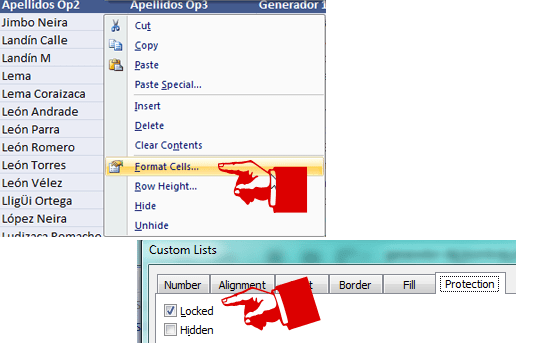 Apellidos Op2 Apellidos Op3 Generador 1
Jimbo Neira
Landín Calle
Landín M
Lema
Lema Coraizaca
León Andrade
León Parra
León Romero
León Torres
León Vélez
LligÜi Ortega
López Neira
Ludizaca Remache
Cut
Copy
Paste
Paste Special...
Insert
Delete
Clear Contents
Format Cells...
Row Height...
Hide
Unhide
Custom Lists
Number Alignment Border Fill Protection
Locked
Hidden